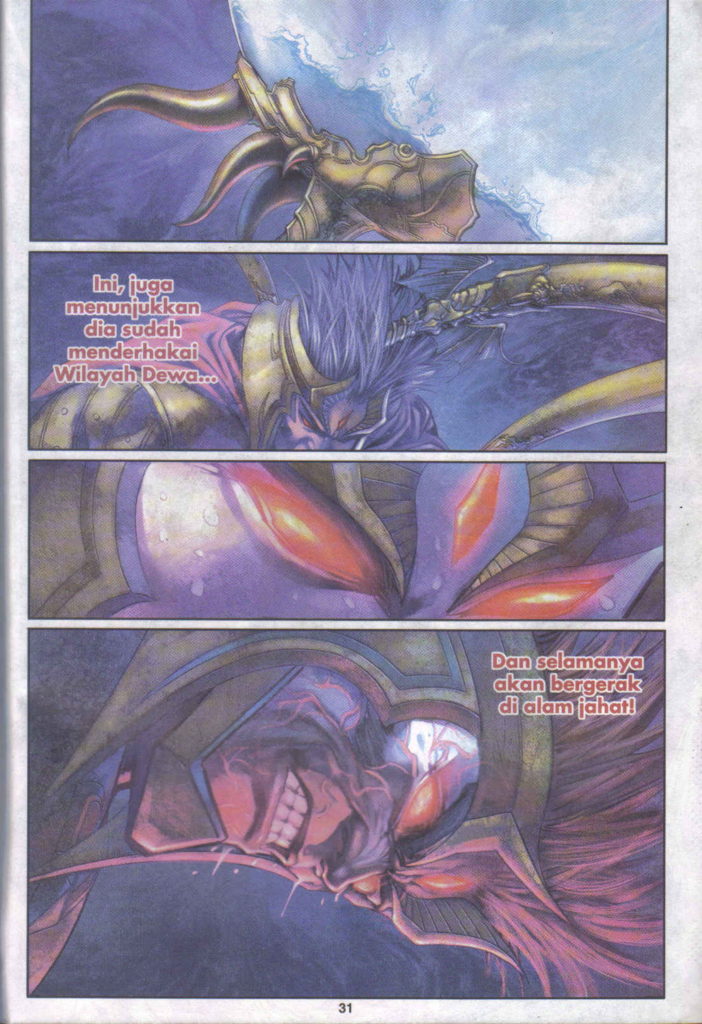 Ini, juga
menunjukkan
dia sudah
menderhakai
Wilayah Dewa...
Dan selamanya
akan bergerak
di alam jahat!
31